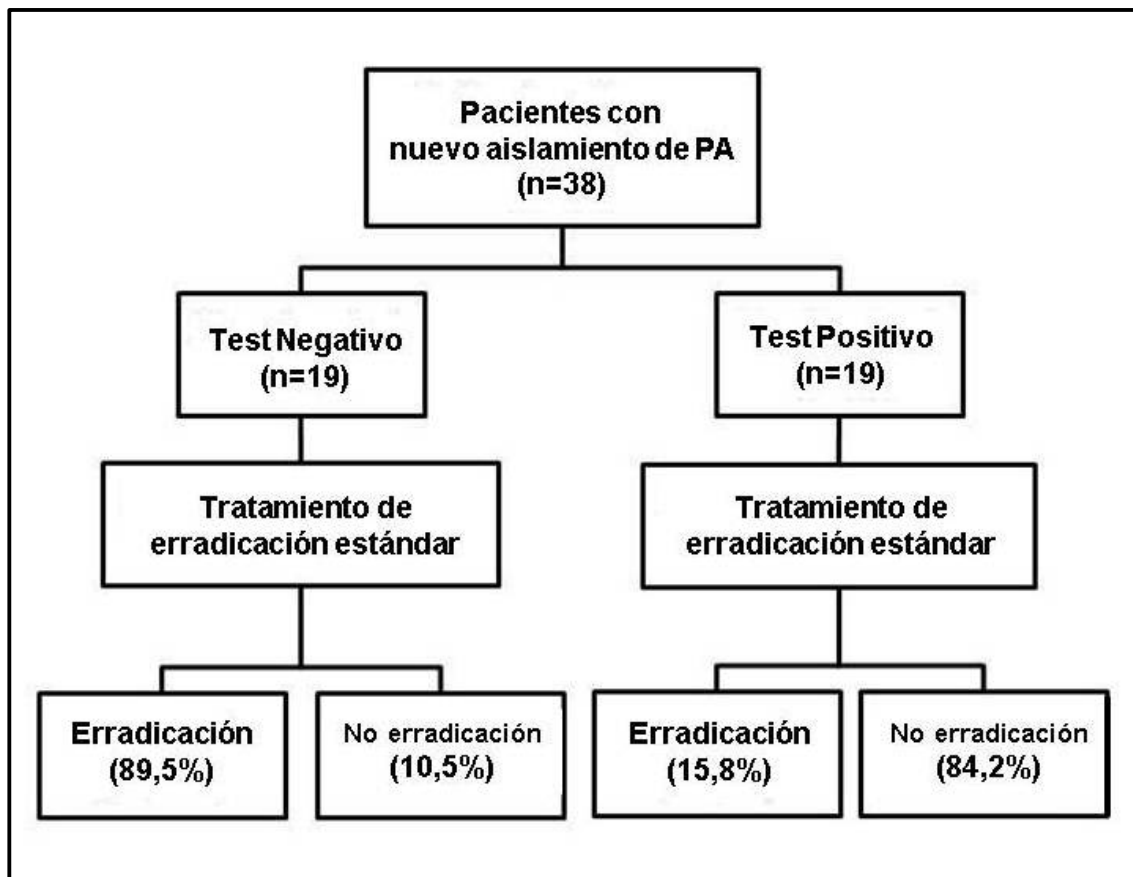 Pacientes con
nuevo aislamiento de PA
(n=38)
Test Negativo
(n=19)
Test Positivo
(n=19)
Tratamiento de
erradicación estándar
Tratamiento de
erradicación estándar
Erradicación
(89,5%)
No erradicación
(10,5%)
Erradicación
(15,8%)
No erradicación
(84,2%)